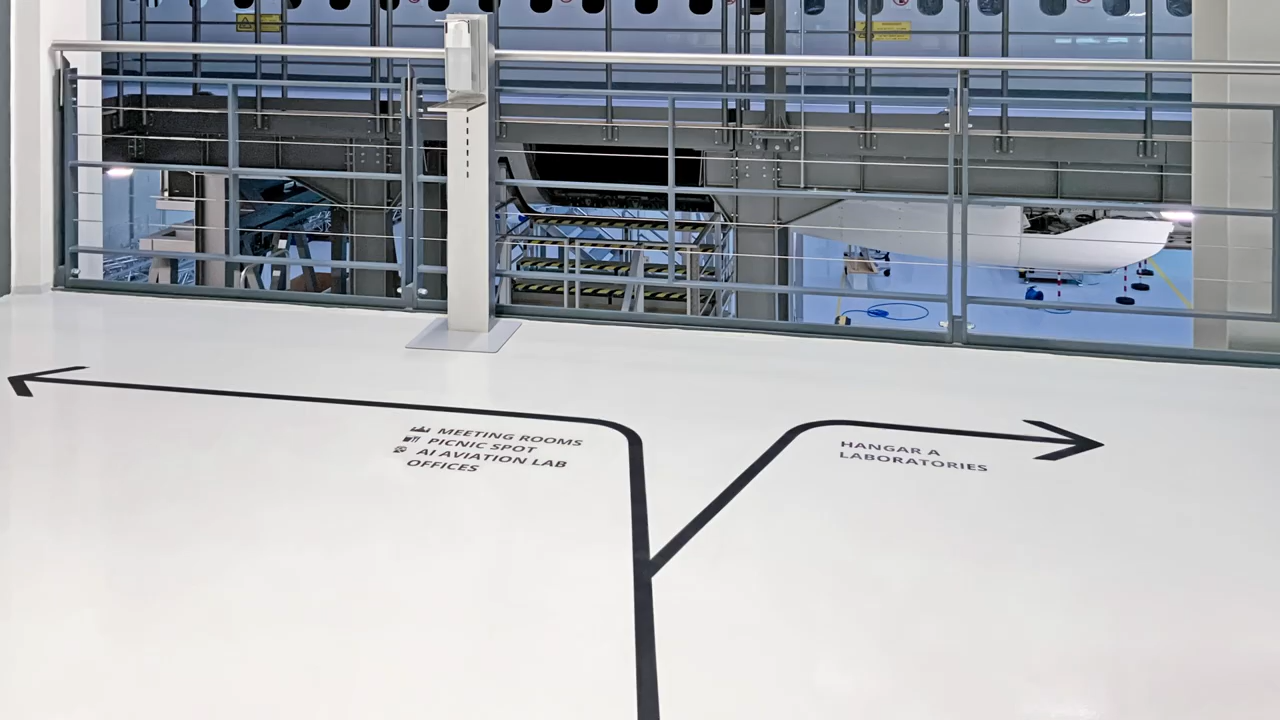 MEETING ROOMS
PICNIC SPOT
AI AVIATION LAB
OFFICES
HANGAR A
LABORATORIES